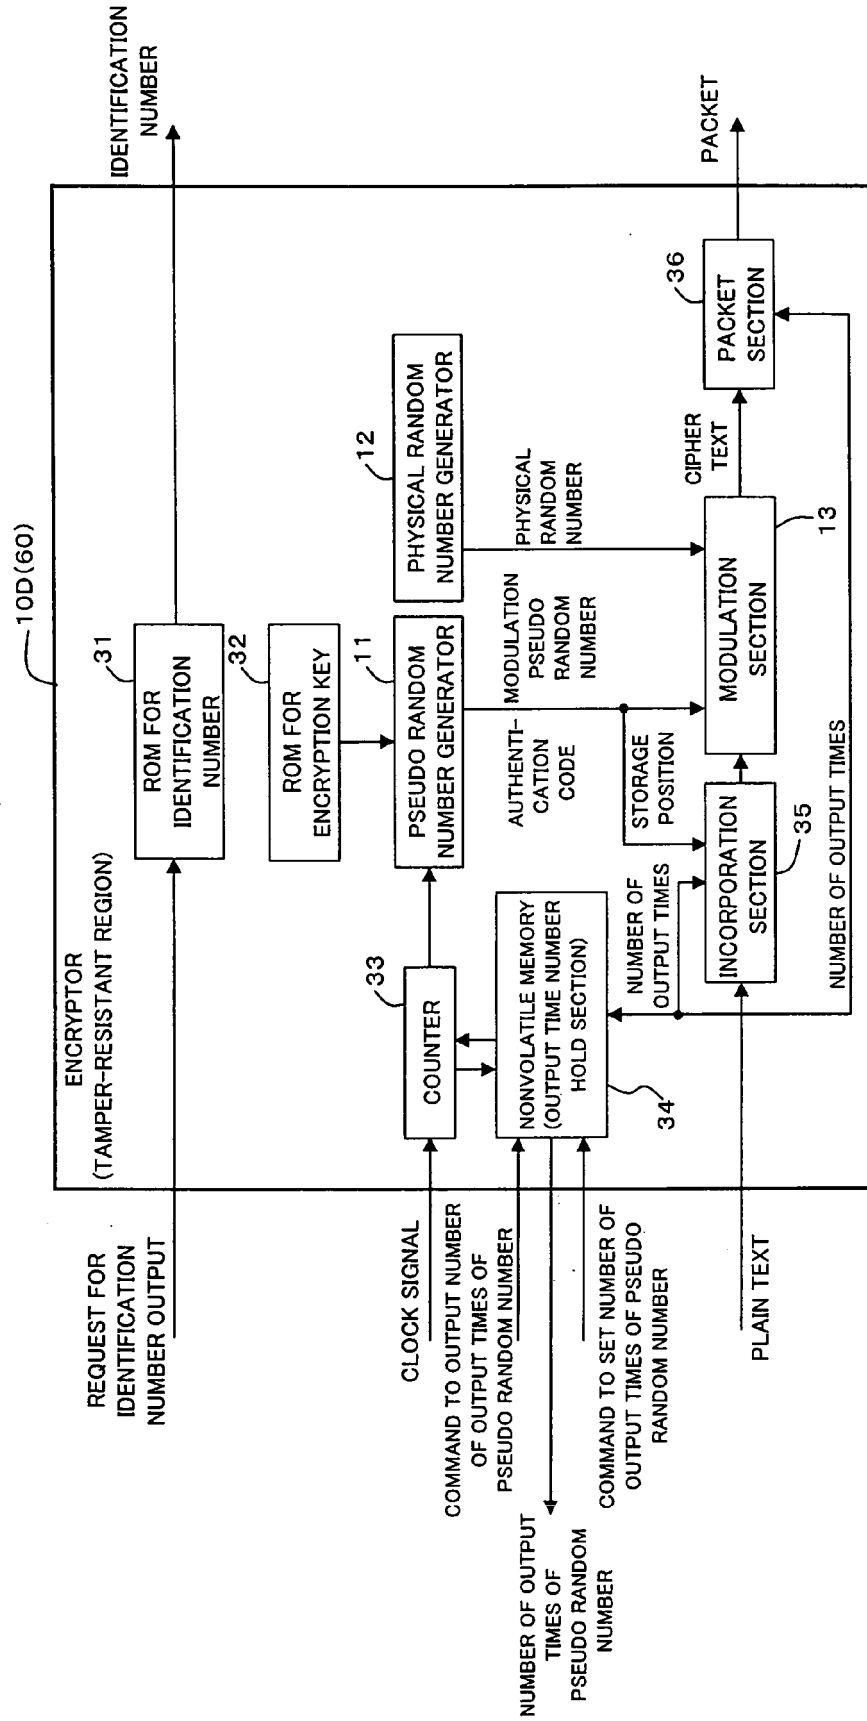 10D(60)
ENCRYPTOR
(TAMPER-RESISTANT REGION)
REQUEST FOR
IDENTIFICATION
NUMBER OUTPUT
31
ROM FOR
IDENTIFICATION
NUMBER
IDENTIFICATION
NUMBER
32
ROM FOR
ENCRYPTION KEY
CLOCK SIGNAL
33
COUNTER
11
PSEUDO RANDOM
NUMBER GENERATOR
12
PHYSICAL RANDOM
NUMBER GENERATOR
COMMAND TO OUTPUT NUMBER
OF OUTPUT TIMES OF
PSEUDO RANDOM NUMBER
NUMBER OF OUTPUT
TIMES OF
PSEUDO RANDOM
NUMBER
COMMAND TO SET NUMBER OF
OUTPUT TIMES OF PSEUDO
RANDOM NUMBER
NONVOLATILE MEMORY
(OUTPUT TIME NUMBER
HOLD SECTION)
34
AUTHENTI-
CATION
CODE
MODULATION
PSEUDO
RANDOM
NUMBER
PHYSICAL
RANDOM
NUMBER
NUMBER OF
OUTPUT TIMES
STORAGE
POSITION
PLAIN TEXT
INCORPORATION
SECTION
35
MODULATION
SECTION
13
CIPHER
TEXT
36
PACKET
SECTION
PACKET
NUMBER OF OUTPUT TIMES